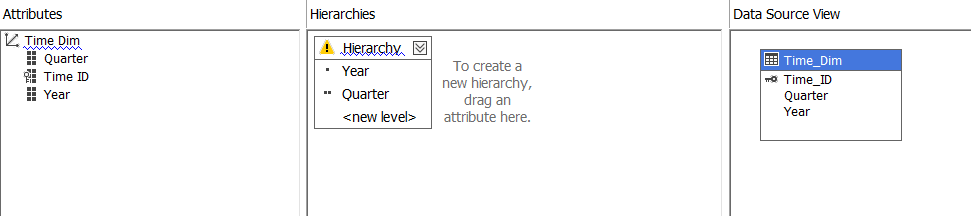 Attributes
Time Dim
Quarter
Time ID
Year
Hierarchies
Hierarchy
Year
Quarter
<new level>
To create a
new hierarchy,
drag an
attribute here.
Data Source View
Time_Dim
Time_ID
Quarter
Year